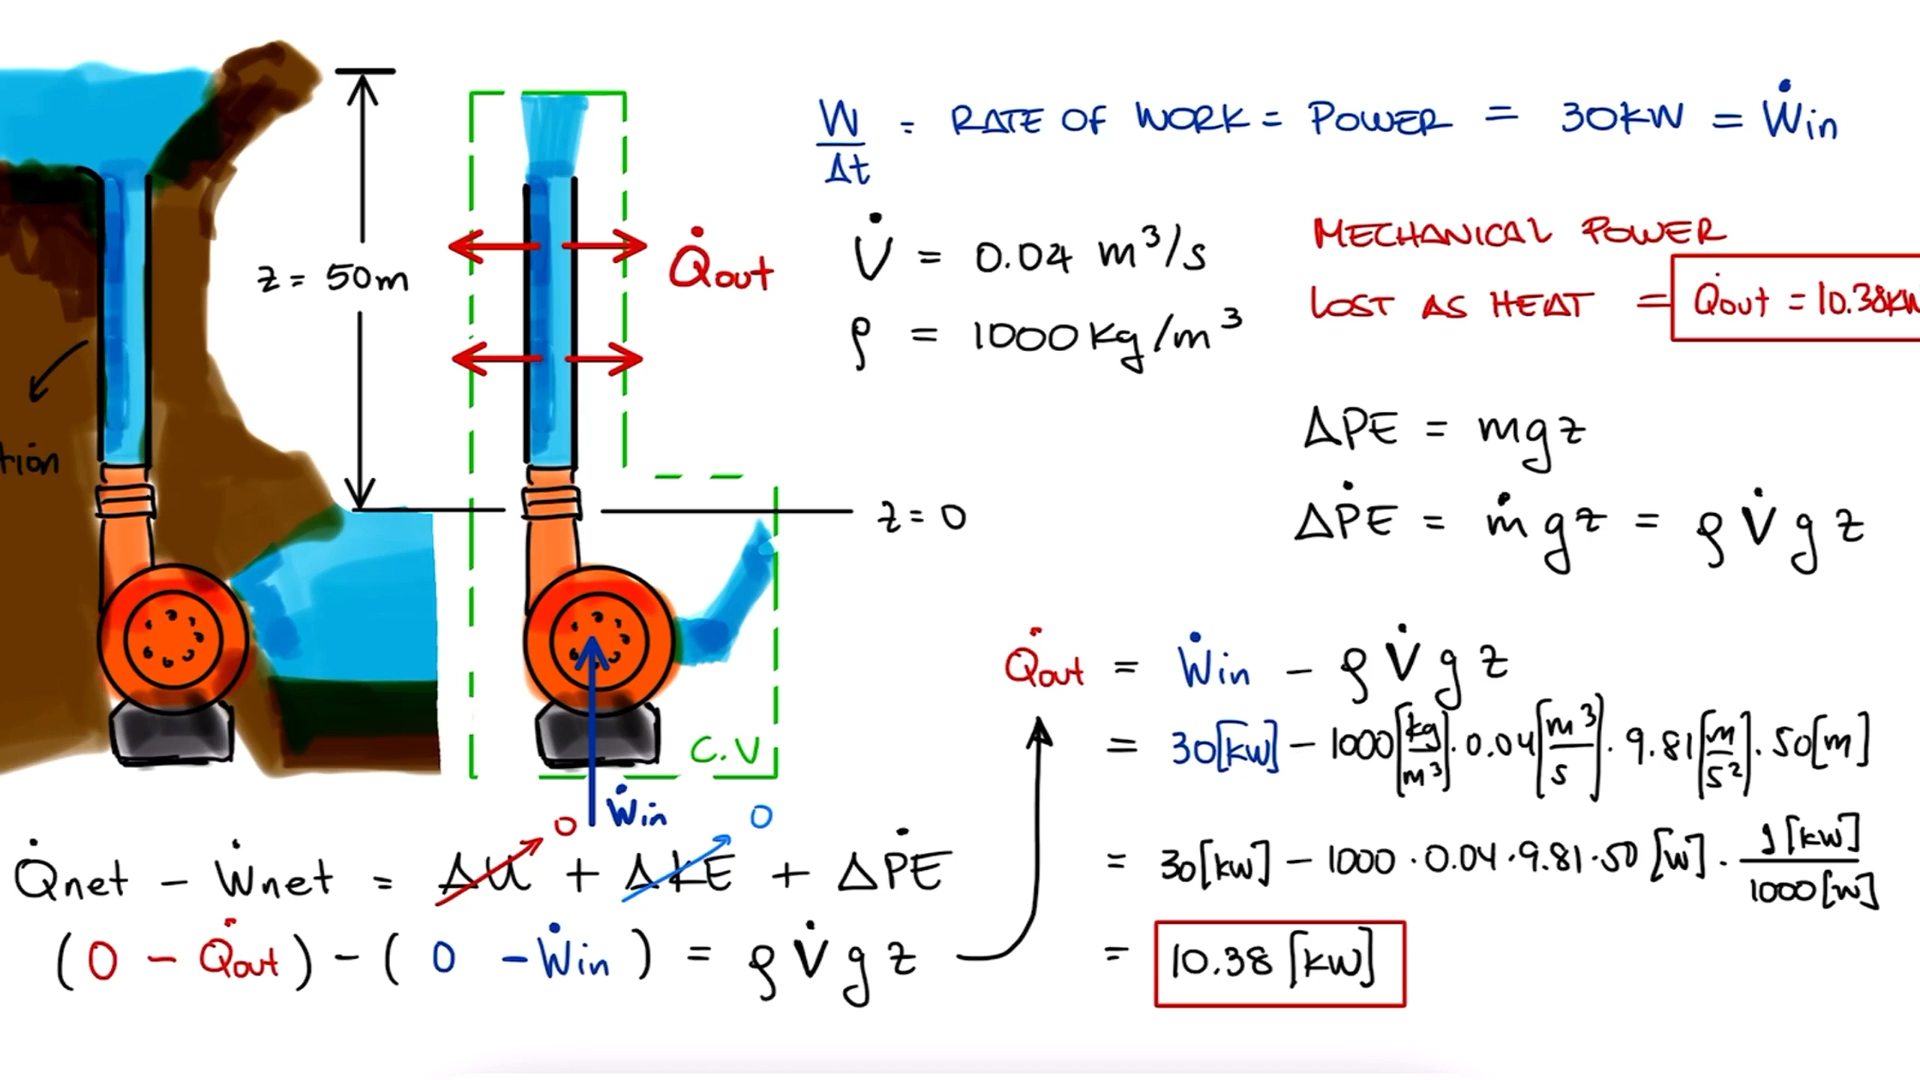 W/Δt = RATE OF WORK = POWER = 30KW = Ẇin
V̇ = 0.04 m³/s
ρ = 1000 kg/m³
MECHANICAL POWER
LOST AS HEAT = Q̇out = 10.38KW
z = 50m
Q̇out
tion
z = 0
C.V
Ẇin
ΔPE = mgz
ΔṖE = ṁgz = ρV̇gz
Q̇net - Ẇnet = ΔU 0 + ΔKE 0 + ΔṖE
(0 - Q̇out) - (0 - Ẇin) = ρV̇gz
Q̇out = Ẇin - ρV̇gz
= 30[kW] - 1000[kg/m³] · 0.04[m³/s] · 9.81[m/s²] · 50[m]
= 30[kW] - 1000 · 0.04 · 9.81 · 50 [W] · 1[kW]/1000[W]
= 10.38 [kW]